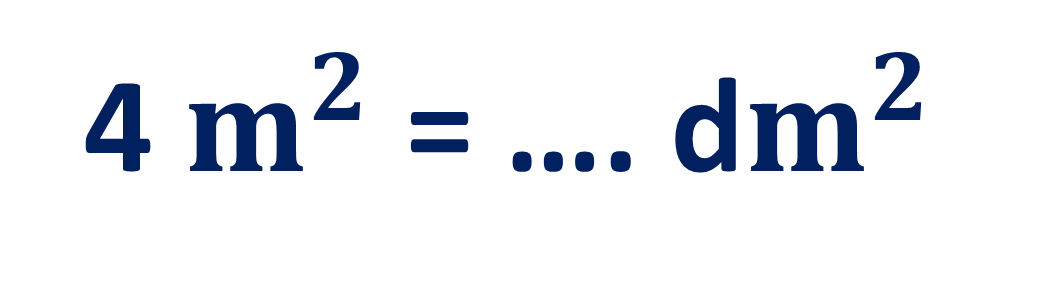 4 m² = .... dm²